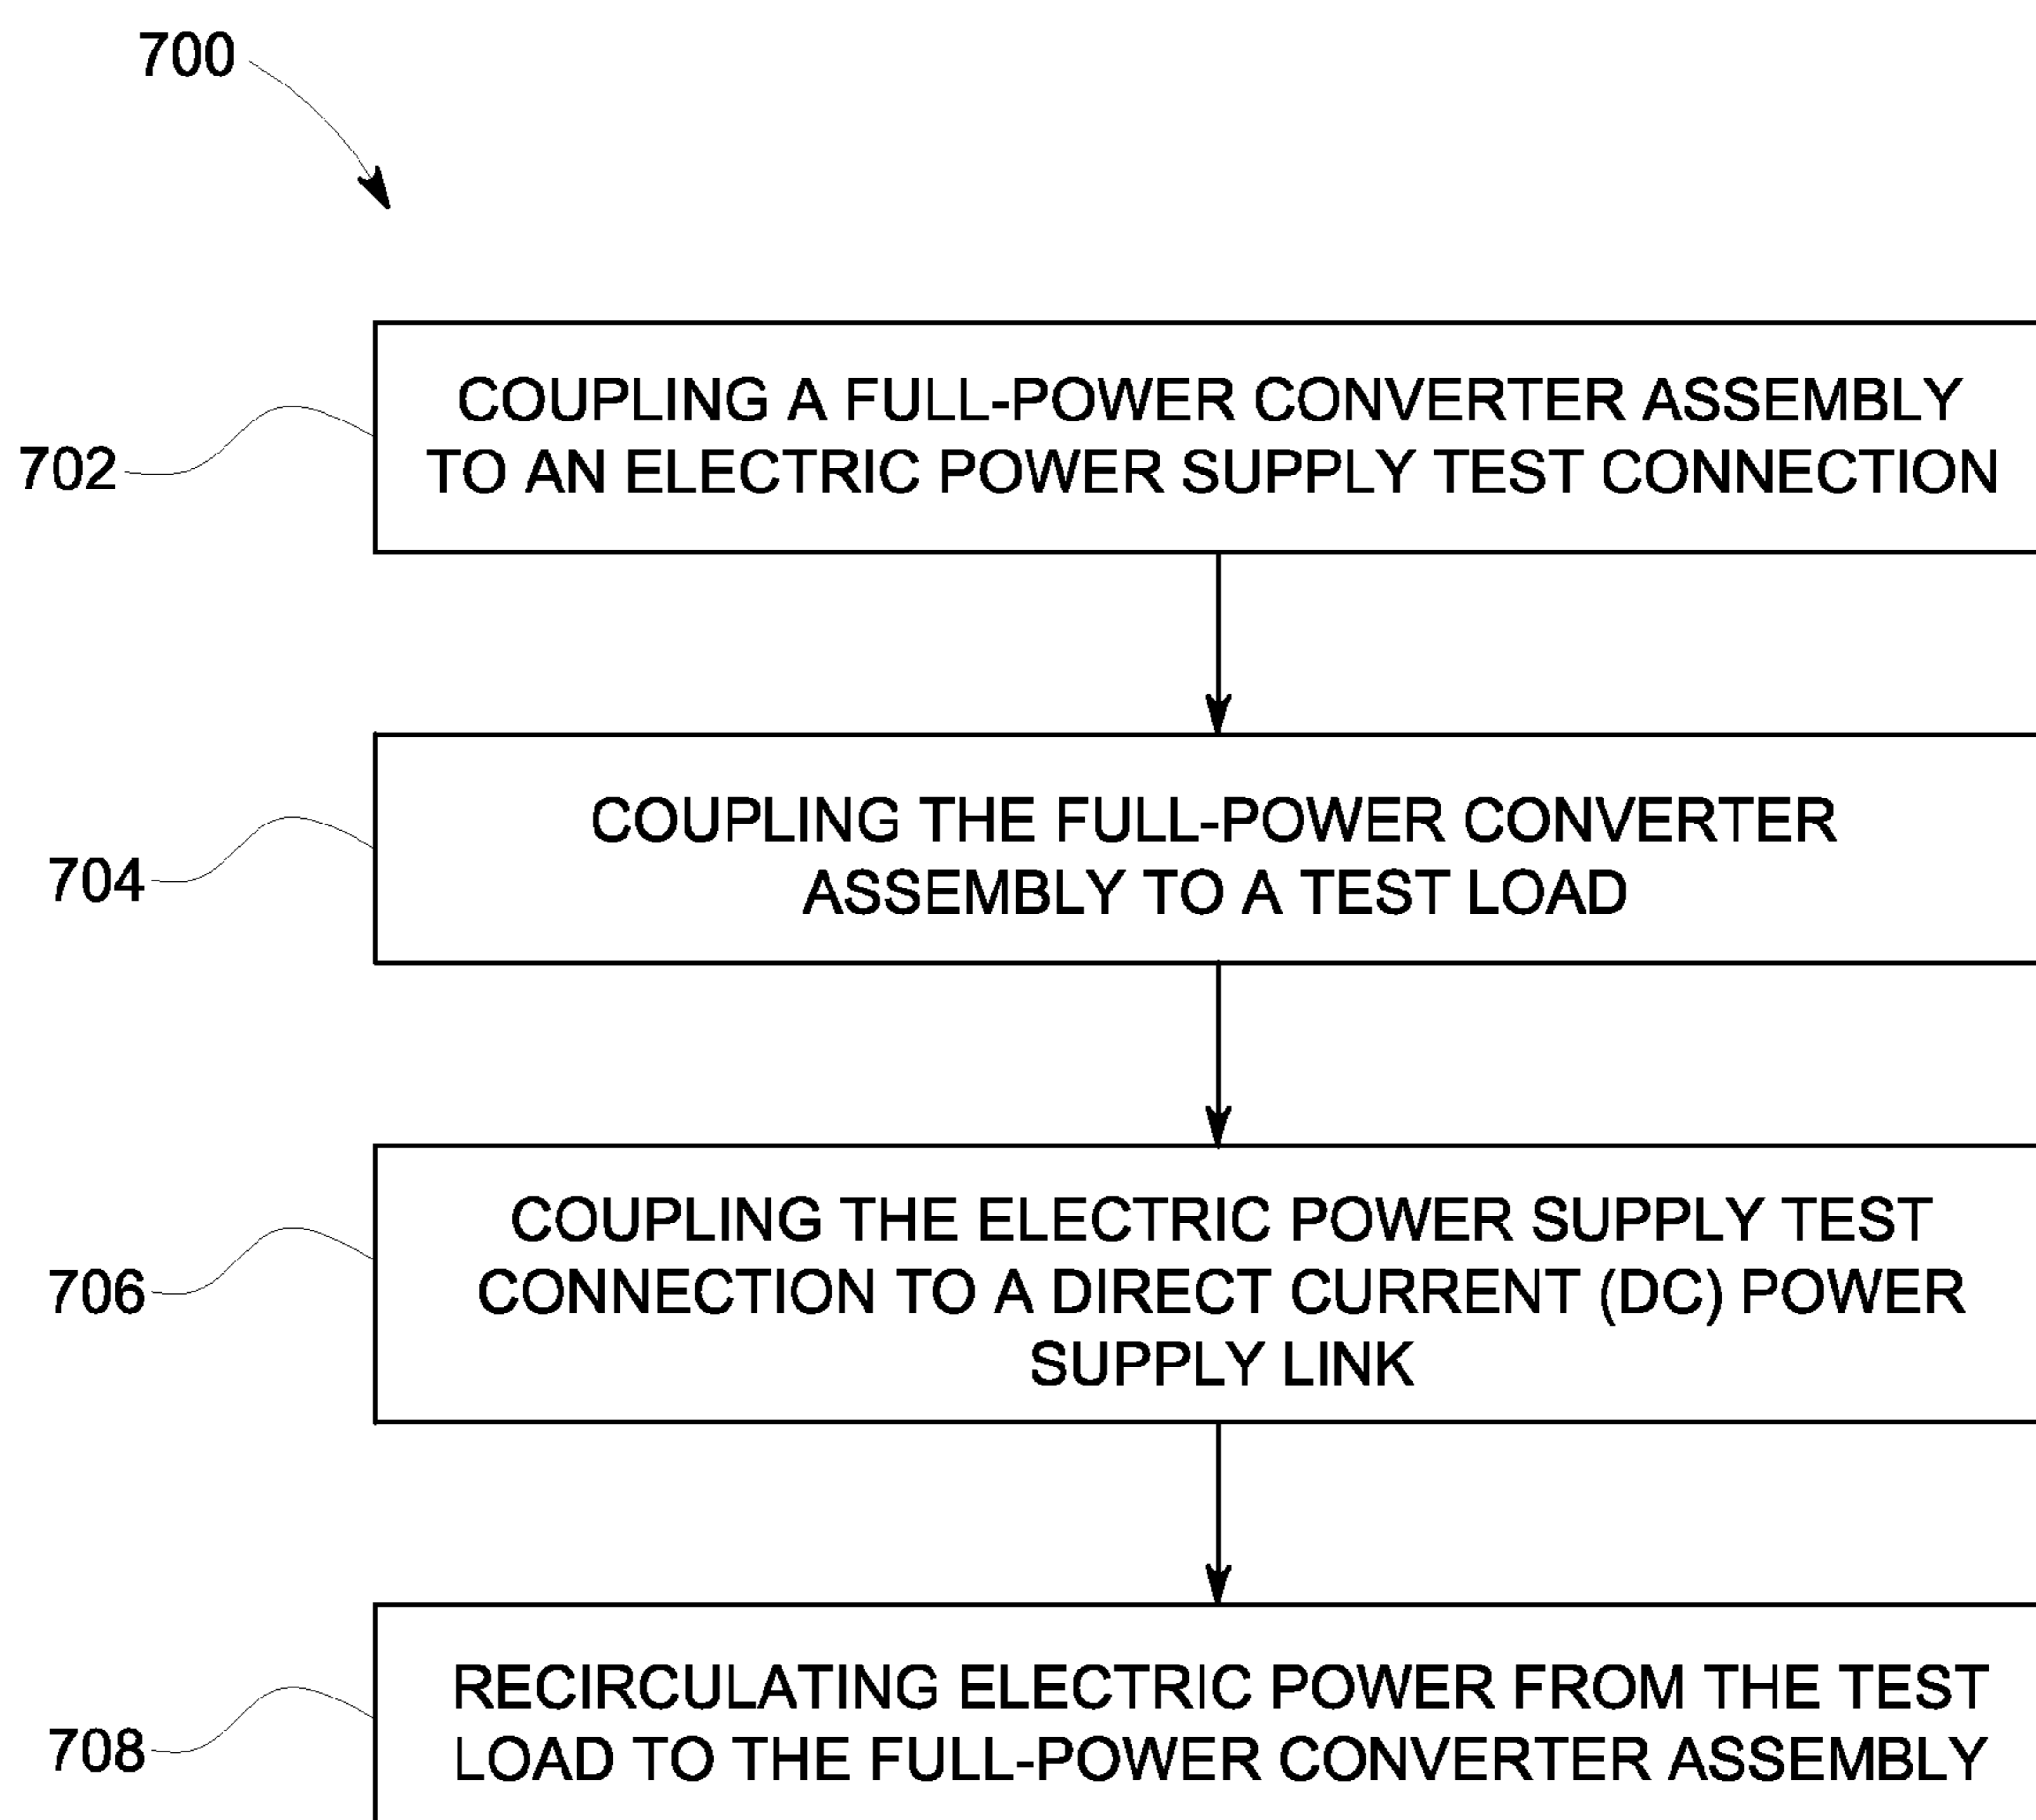 700
702
COUPLING A FULL-POWER CONVERTER ASSEMBLY
TO AN ELECTRIC POWER SUPPLY TEST CONNECTION
704
COUPLING THE FULL-POWER CONVERTER
ASSEMBLY TO A TEST LOAD
706
COUPLING THE ELECTRIC POWER SUPPLY TEST
CONNECTION TO A DIRECT CURRENT (DC) POWER
SUPPLY LINK
708
RECIRCULATING ELECTRIC POWER FROM THE TEST
LOAD TO THE FULL-POWER CONVERTER ASSEMBLY